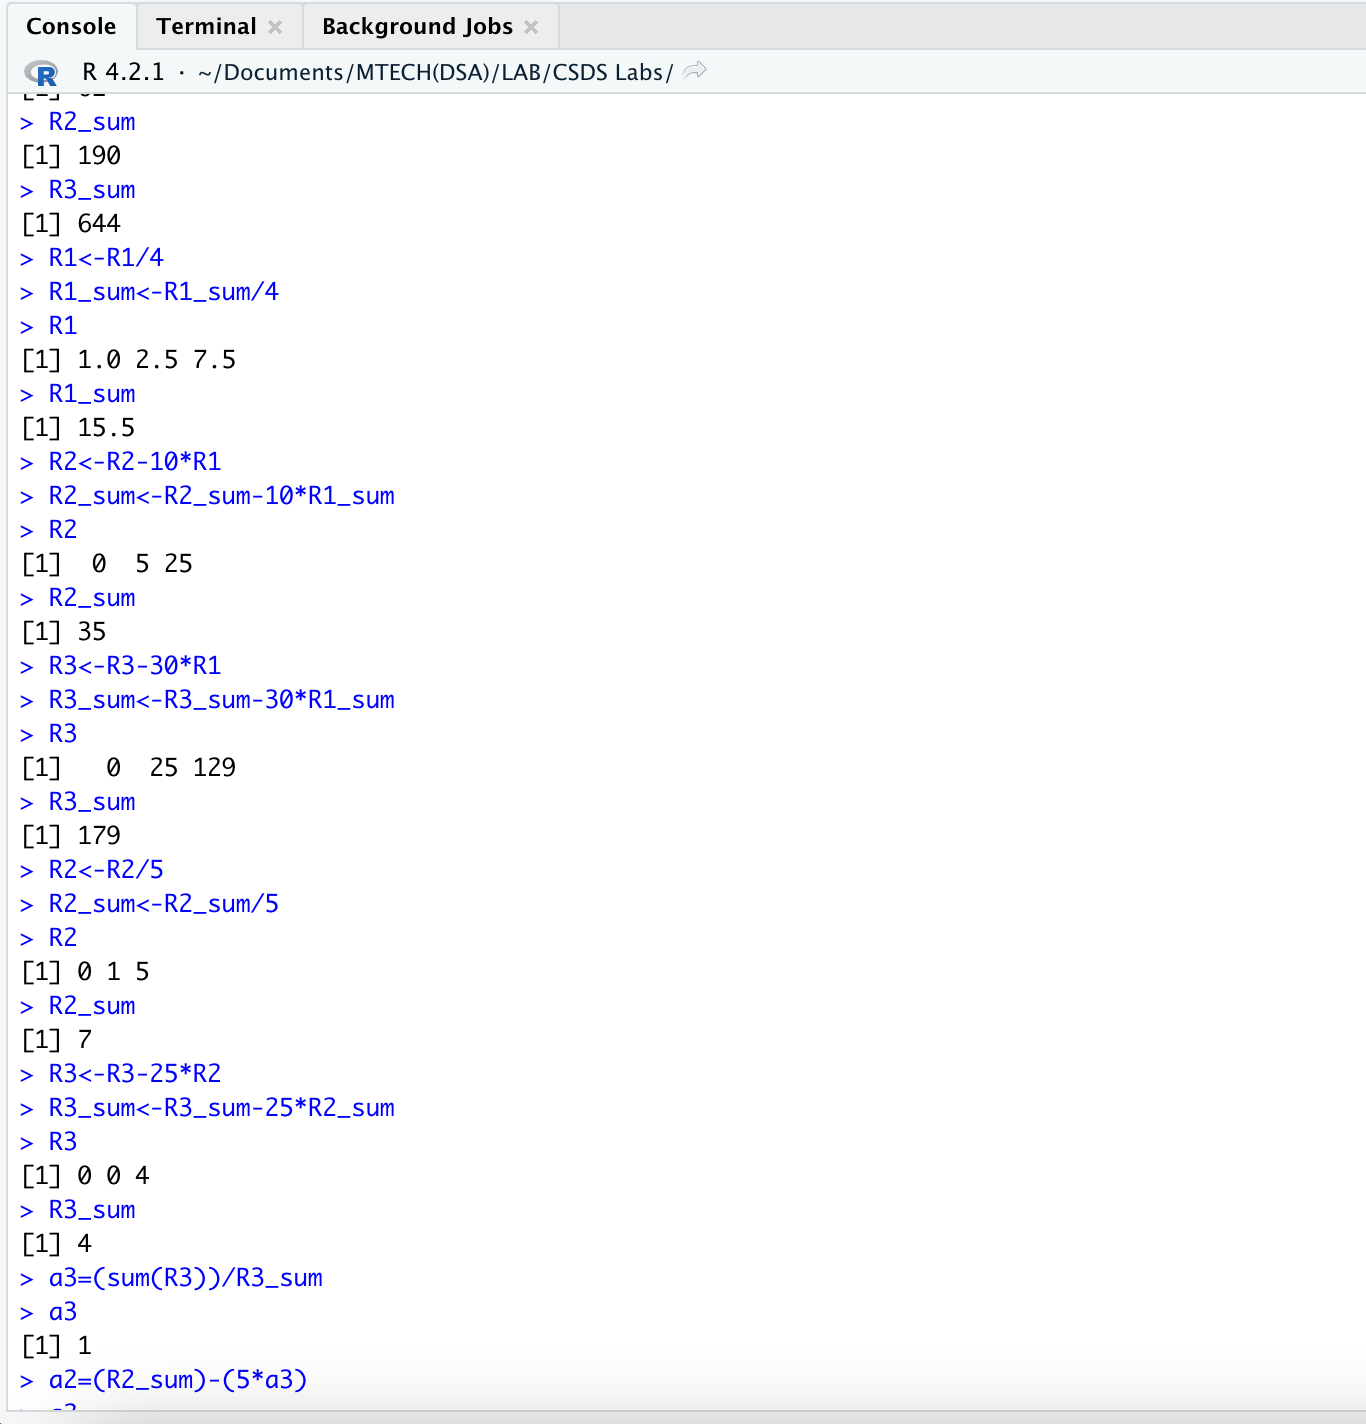 Console Terminal Background Jobs
R 4.2.1 · ~/Documents/MTECH(DSA)/LAB/CSDS Labs/
> R2_sum
[1] 190
> R3_sum
[1] 644
> R1<-R1/4
> R1_sum<-R1_sum/4
> R1
[1] 1.0 2.5 7.5
> R1_sum
[1] 15.5
> R2<-R2-10*R1
> R2_sum<-R2_sum-10*R1_sum
> R2
[1]  0  5 25
> R2_sum
[1] 35
> R3<-R3-30*R1
> R3_sum<-R3_sum-30*R1_sum
> R3
[1]   0  25 129
> R3_sum
[1] 179
> R2<-R2/5
> R2_sum<-R2_sum/5
> R2
[1] 0 1 5
> R2_sum
[1] 7
> R3<-R3-25*R2
> R3_sum<-R3_sum-25*R2_sum
> R3
[1] 0 0 4
> R3_sum
[1] 4
> a3=(sum(R3))/R3_sum
> a3
[1] 1
> a2=(R2_sum)-(5*a3)